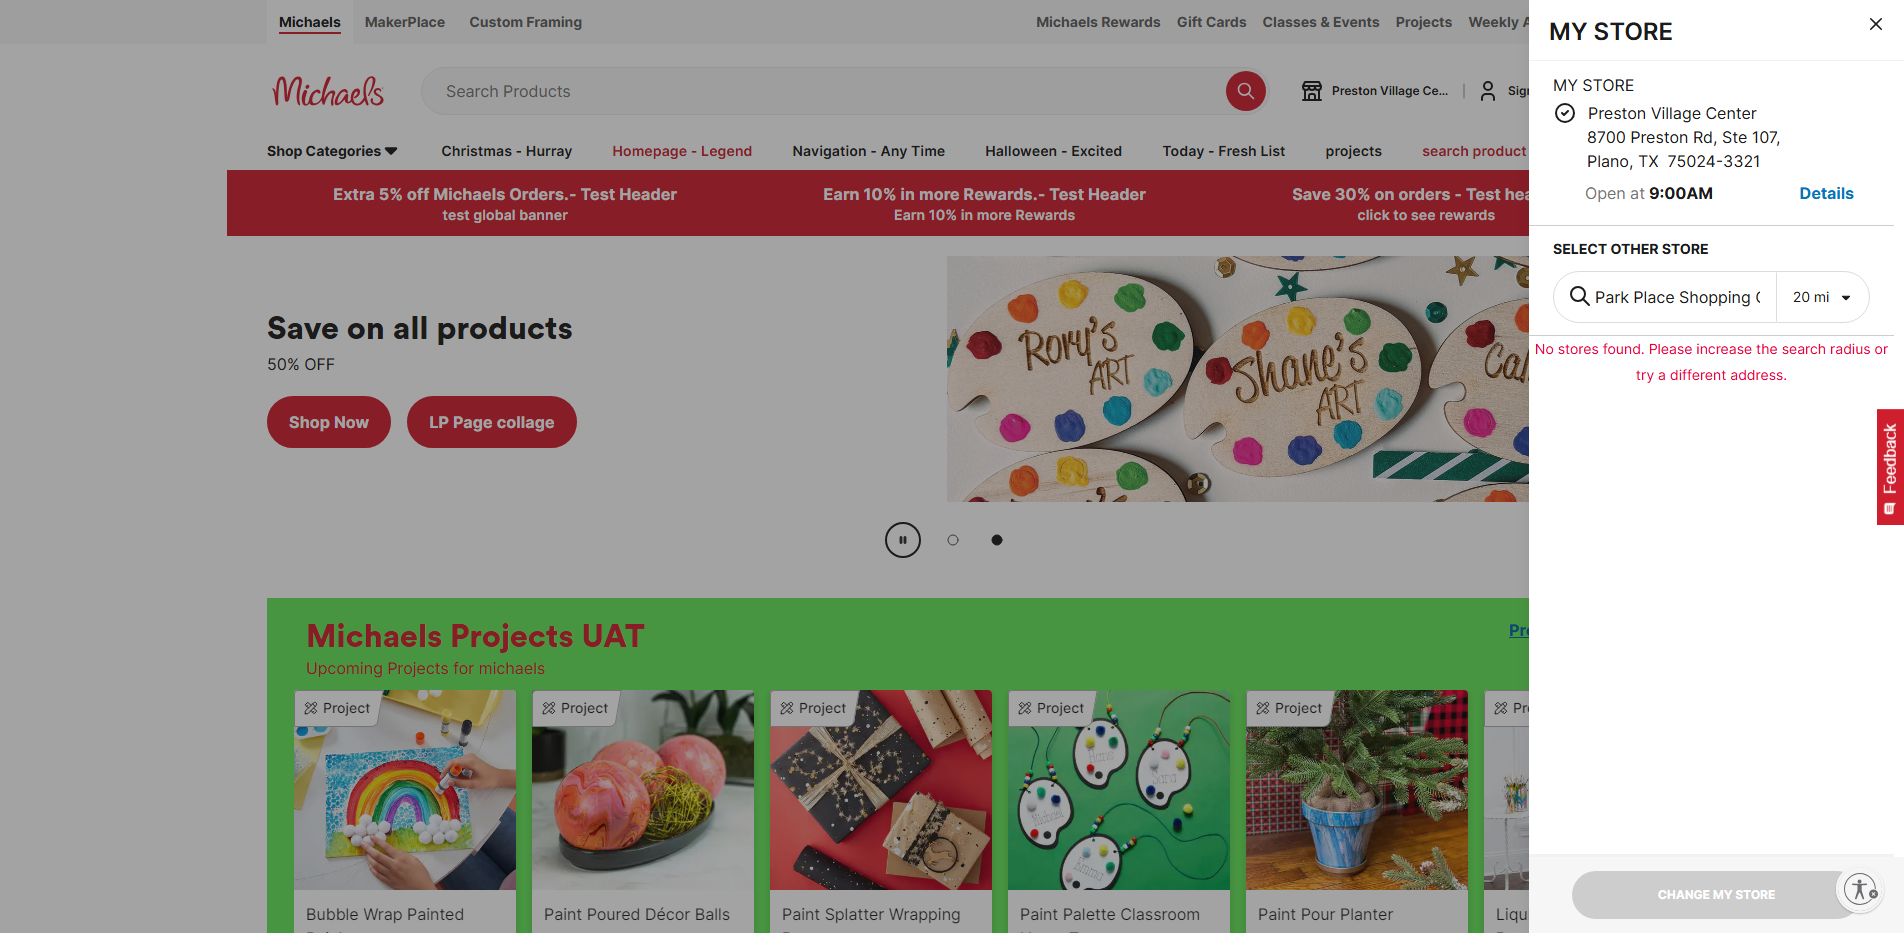 Michaels
MakerPlace
Custom Framing
Michaels Rewards
Gift Cards
Classes & Events
Projects
Weekly A
Michaels
Search Products
Preston Village Ce...
Sign
Shop Categories
Christmas - Hurray
Homepage - Legend
Navigation - Any Time
Halloween - Excited
Today - Fresh List
projects
search product
Extra 5% off Michaels Orders.- Test Header
test global banner
Earn 10% in more Rewards.- Test Header
Earn 10% in more Rewards
Save 30% on orders - Test hea
click to see rewards
Save on all products
50% OFF
Shop Now
LP Page collage
Rory's
ART
Shane's
ART
Michaels Projects UAT
Upcoming Projects for michaels
Pr
Project
Project
Project
Project
Project
Pr
Bubble Wrap Painted
Paint Poured Décor Balls
Paint Splatter Wrapping
Paint Palette Classroom
Paint Pour Planter
Liqu
MY STORE
MY STORE
Preston Village Center
8700 Preston Rd, Ste 107,
Plano, TX 75024-3321
Open at 9:00AM
Details
SELECT OTHER STORE
Park Place Shopping C
20 mi
No stores found. Please increase the search radius or
try a different address.
Feedback
CHANGE MY STORE